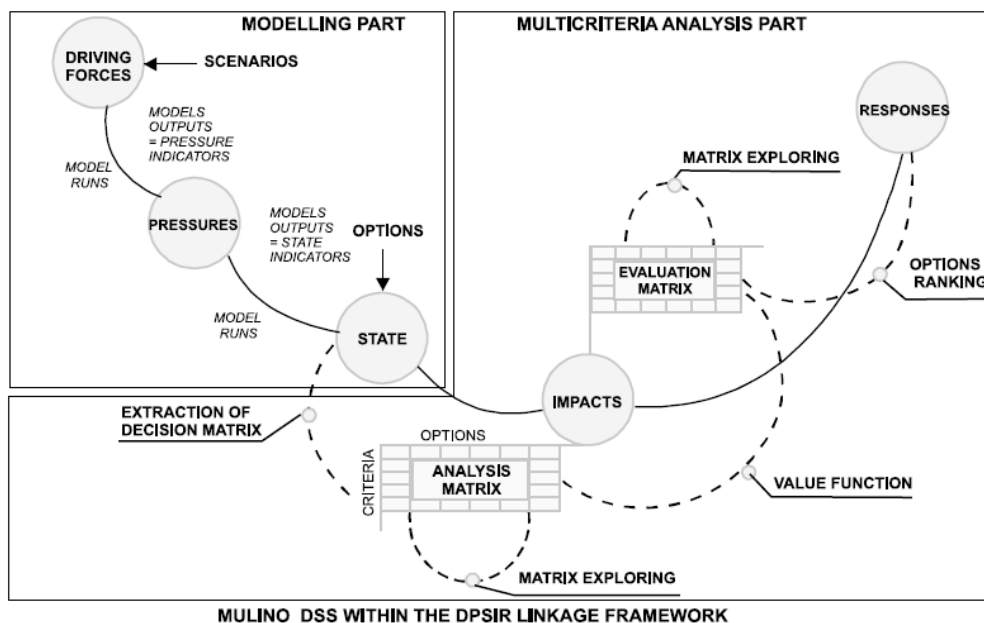 MODELLING PART
DRIVING
FORCES
SCENARIOS
MODELS
OUTPUTS
= PRESSURE
INDICATORS
MODEL
RUNS
PRESSURES
MODELS
OUTPUTS
= STATE
INDICATORS
OPTIONS
MODEL
RUNS
STATE
MULTICRITERIA ANALYSIS PART
RESPONSES
MATRIX EXPLORING
EVALUATION
MATRIX
OPTIONS
RANKING
IMPACTS
EXTRACTION OF
DECISION MATRIX
OPTIONS
CRITERIA
ANALYSIS
MATRIX
VALUE FUNCTION
MATRIX EXPLORING
MULINO DSS WITHIN THE DPSIR LINKAGE FRAMEWORK